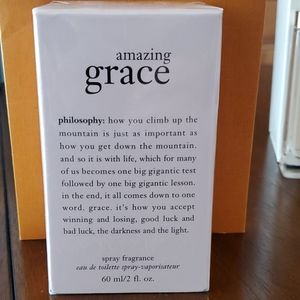 amazing
grace
philosophy: how you climb up the
mountain is just as important as
how you get down the mountain.
and so it is with life, which for many
of us becomes one big gigantic test
followed by one big gigantic lesson.
in the end, it all comes down to one
word. grace. it's how you accept
winning and losing, good luck and
bad luck, the darkness and the light.
spray fragrance
eau de toilette spray-vaporisateur
60 ml/2 fl. oz.